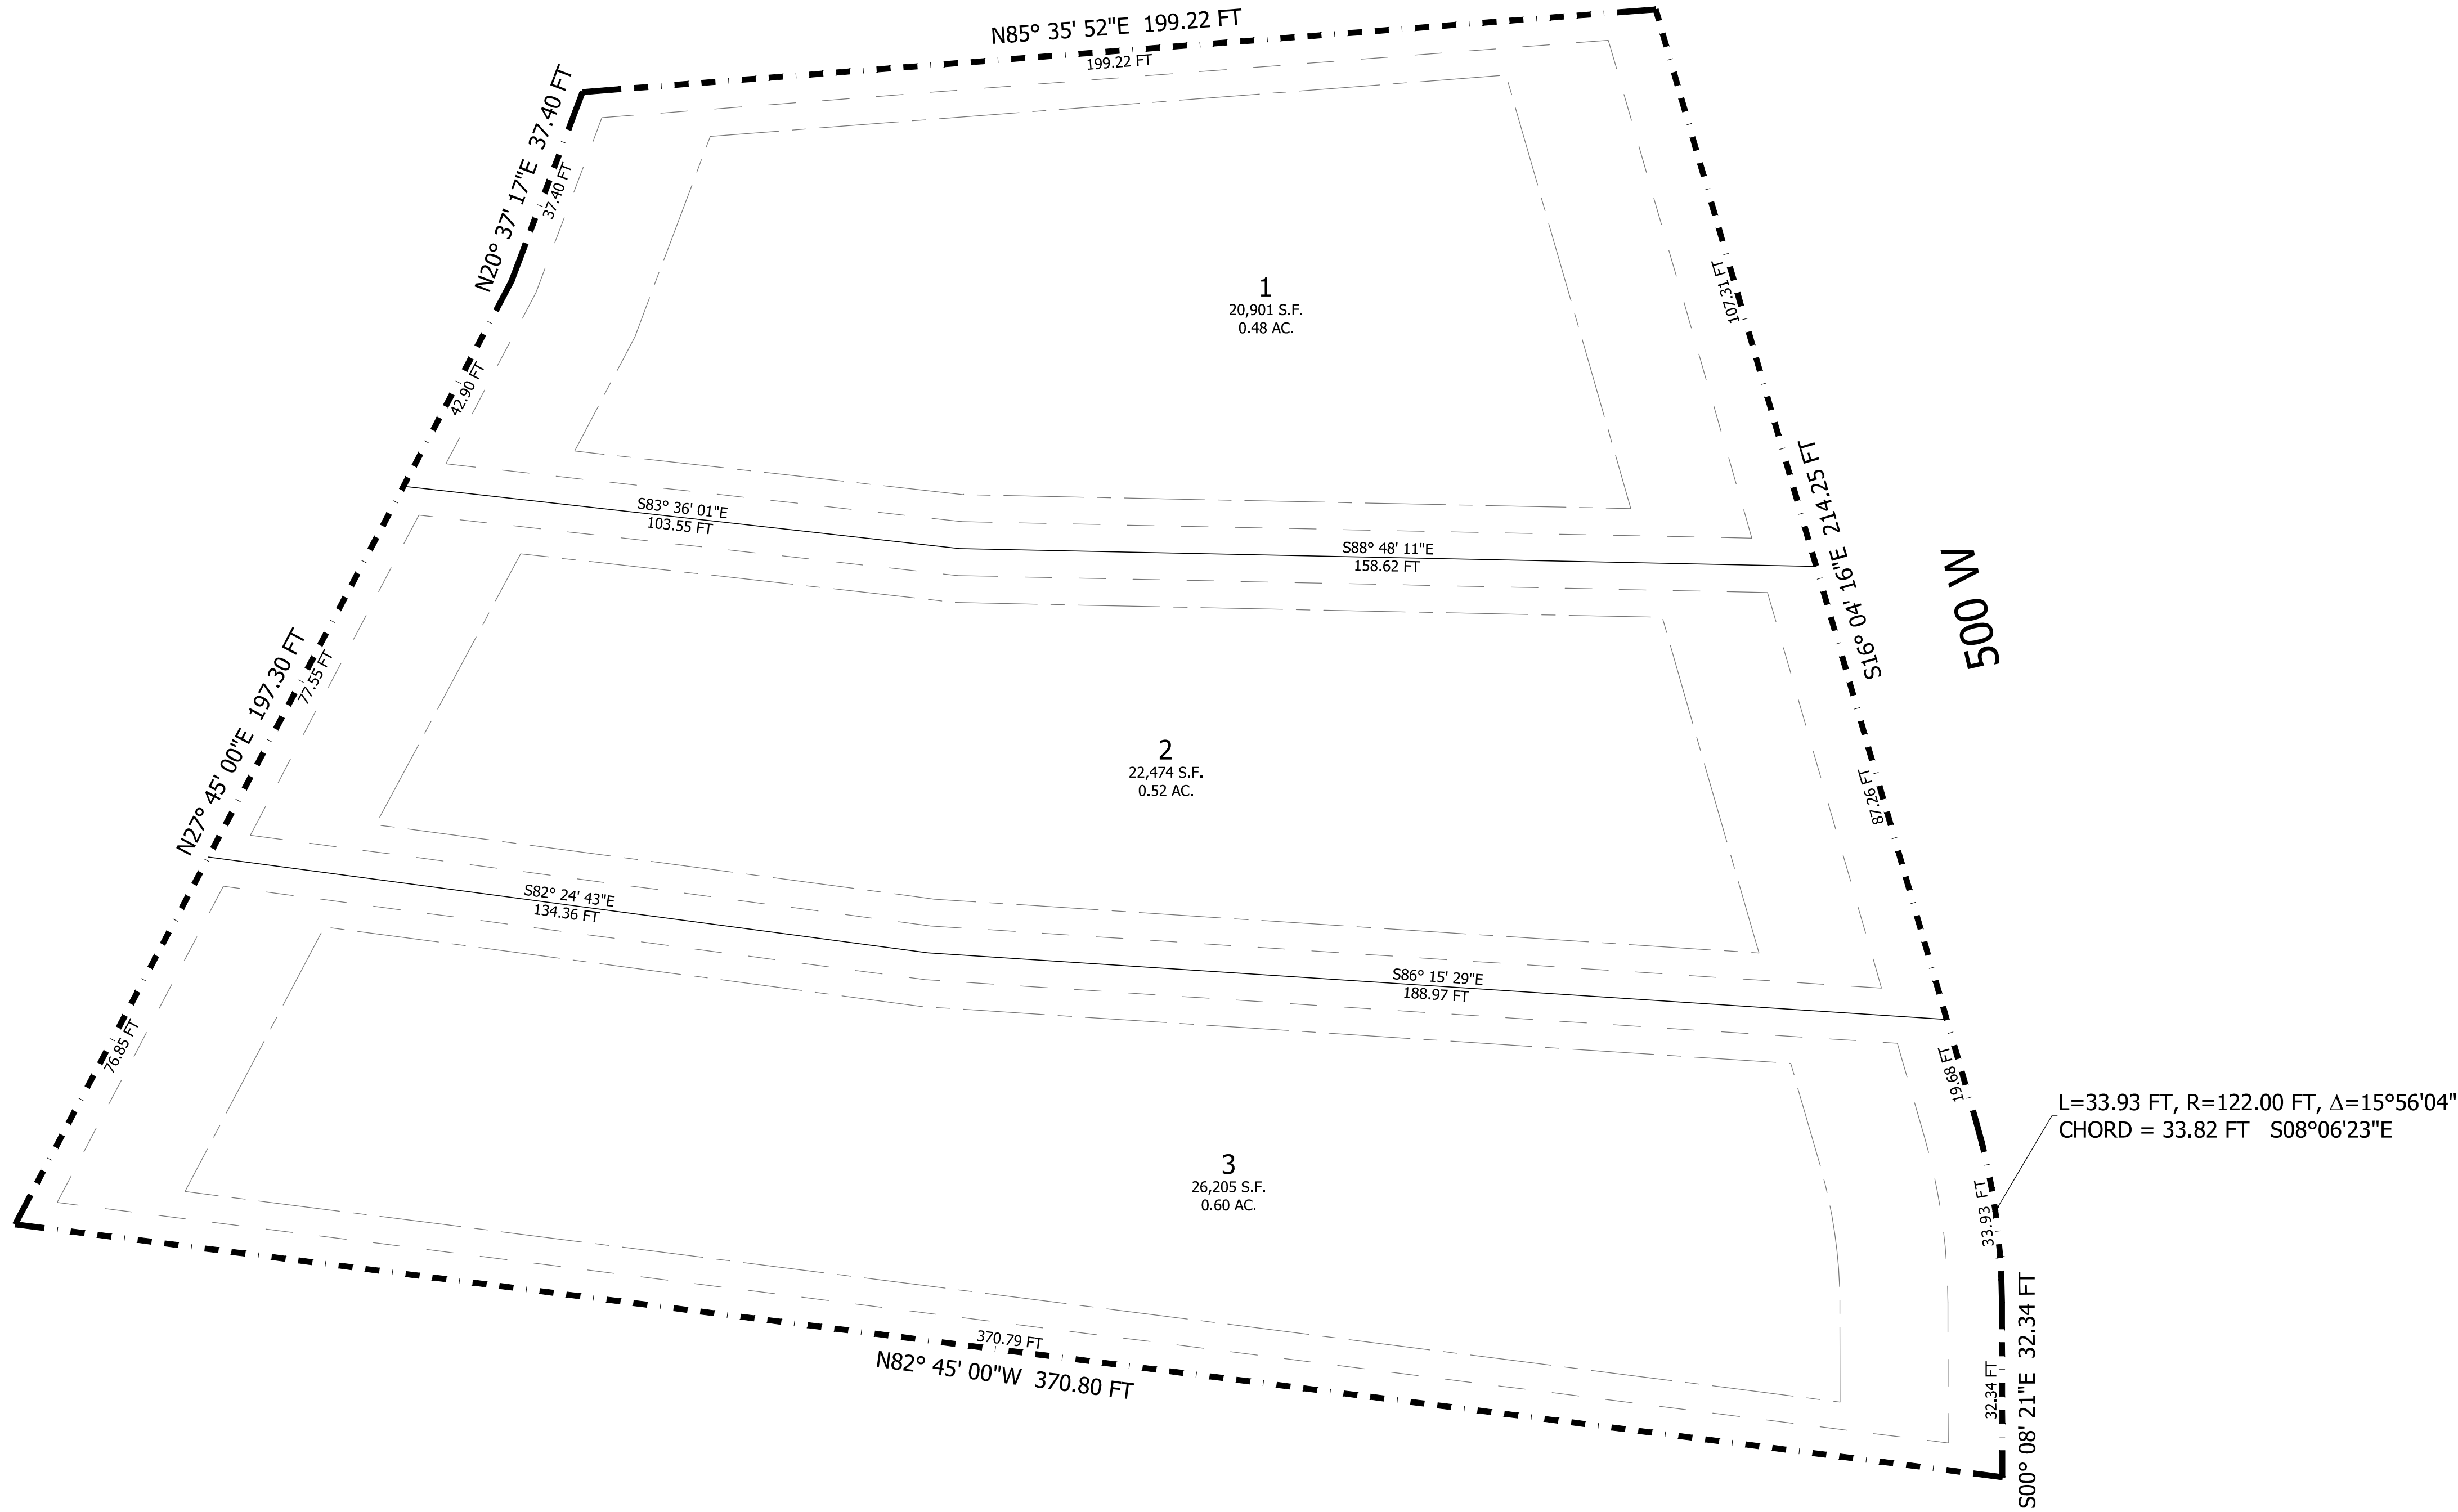 N85° 35' 52"E  199.22 FT
199.22 FT
N20° 37' 17"E  37.40 FT
37.40 FT
1
20,901 S.F.
0.48 AC.
107.31 FT
42.90 FT
S83° 36' 01"E
103.55 FT
S88° 48' 11"E
158.62 FT
S16° 04' 16"E  214.25 FT
500 W
N27° 45' 00"E  197.30 FT
77.55 FT
2
22,474 S.F.
0.52 AC.
87.26 FT
S82° 24' 43"E
134.36 FT
S86° 15' 29"E
188.97 FT
76.85 FT
19.68 FT
L=33.93 FT, R=122.00 FT, Δ=15°56'04"
CHORD = 33.82 FT   S08°06'23"E
3
26,205 S.F.
0.60 AC.
33.93 FT
370.79 FT
N82° 45' 00"W  370.80 FT
32.34 FT
S00° 08' 21"E  32.34 FT